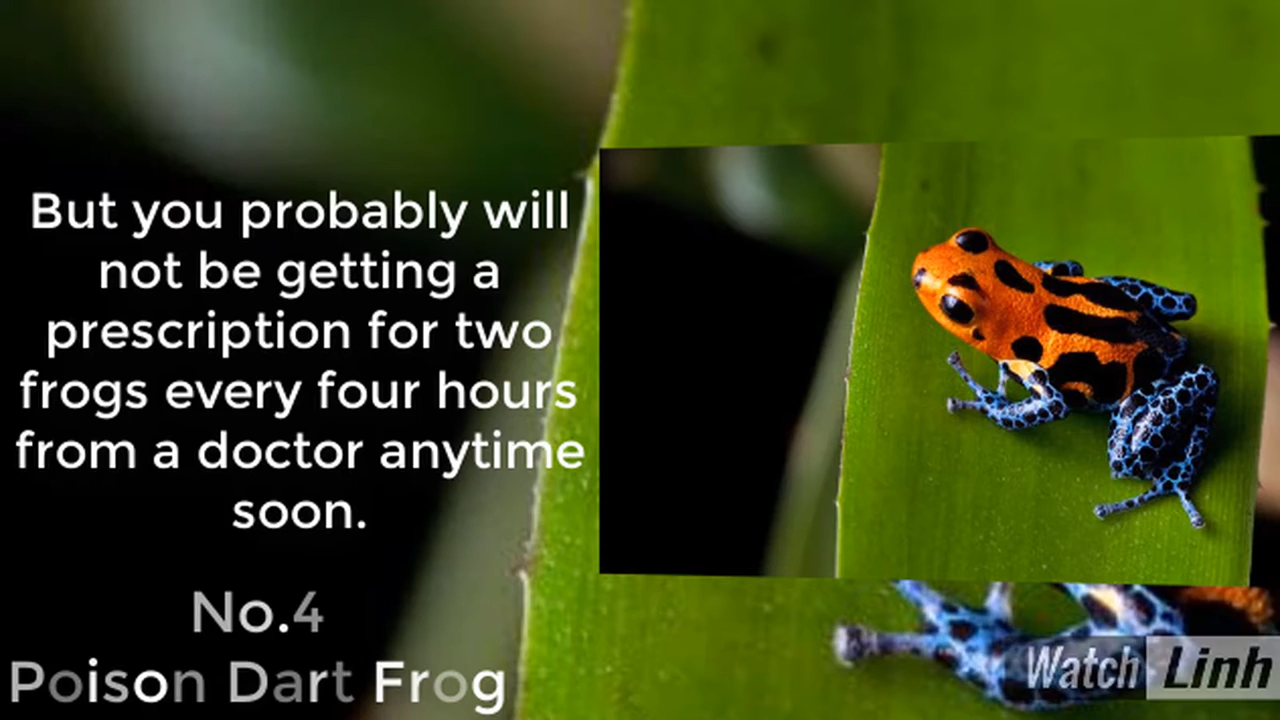 But you probably will
not be getting a
prescription for two
frogs every four hours
from a doctor anytime
soon.
No.4
Poison Dart Frog
Watch Linh